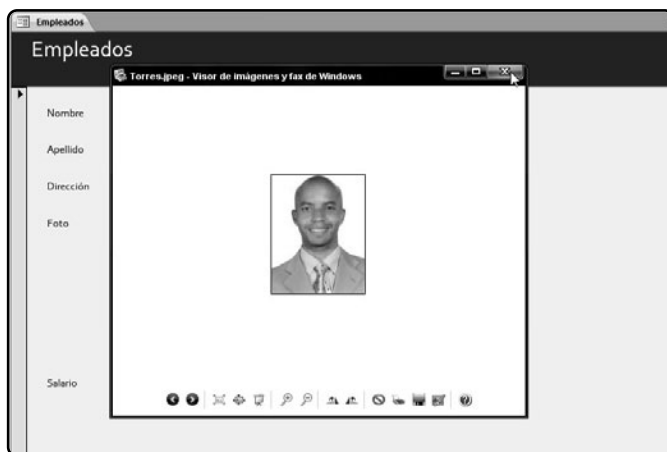 Empleados
Empleados
Torres.jpeg - Visor de imágenes y fax de Windows
Nombre
Apellido
Dirección
Foto
Salario